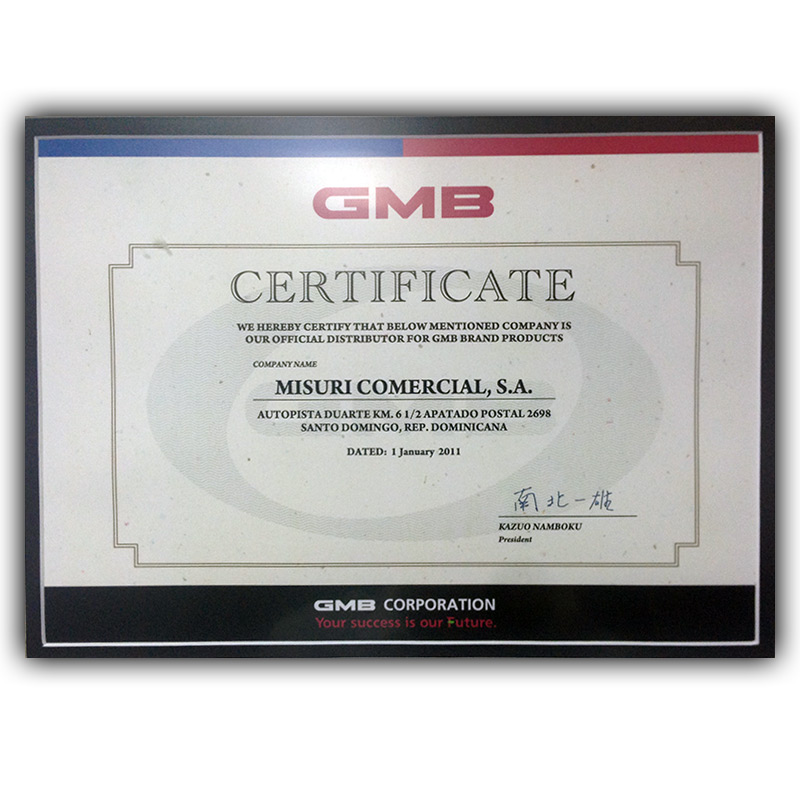 GMB
CERTIFICATE
WE HEREBY CERTIFY THAT BELOW MENTIONED COMPANY IS
OUR OFFICIAL DISTRIBUTOR FOR GMB BRAND PRODUCTS
COMPANY NAME
MISURI COMERCIAL, S.A.
AUTOPISTA DUARTE KM. 6 1/2 APATADO POSTAL 2698
SANTO DOMINGO, REP. DOMINICANA
DATED: 1 January 2011
南北一雄
KAZUO NAMBOKU
President
GMB CORPORATION
Your success is our Future.